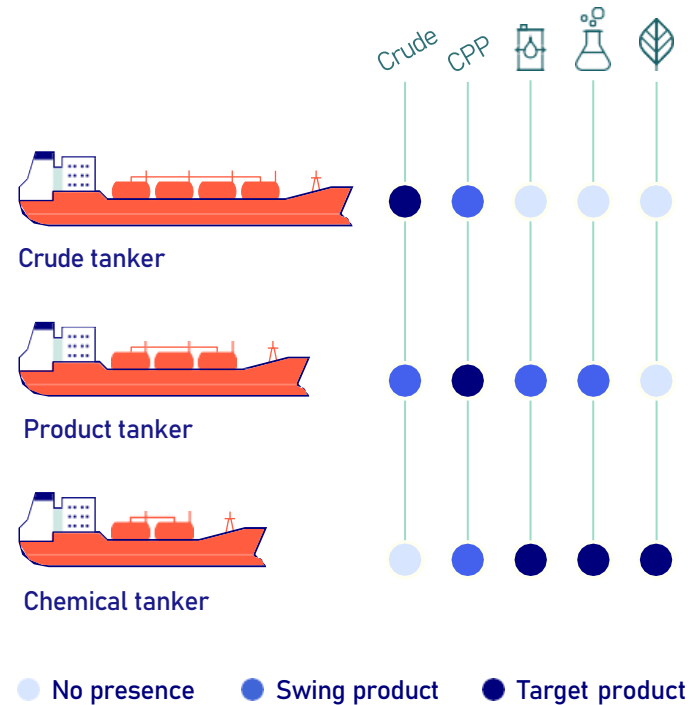 Crude CPP
Crude tanker
Product tanker
Chemical tanker
No presence Swing product Target product